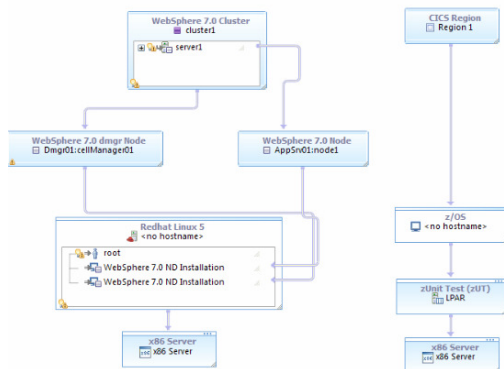 WebSphere 7.0 Cluster
cluster1
server1
CICS Region
Region 1
WebSphere 7.0 dmgr Node
Dmgr01:cellManager01
WebSphere 7.0 Node
AppSrv01:node1
Redhat Linux 5
<no hostname>
root
WebSphere 7.0 ND Installation
WebSphere 7.0 ND Installation
z/OS
<no hostname>
zUnit Test (zUT)
LPAR
x86 Server
x86 Server
x86 Server
x86 Server